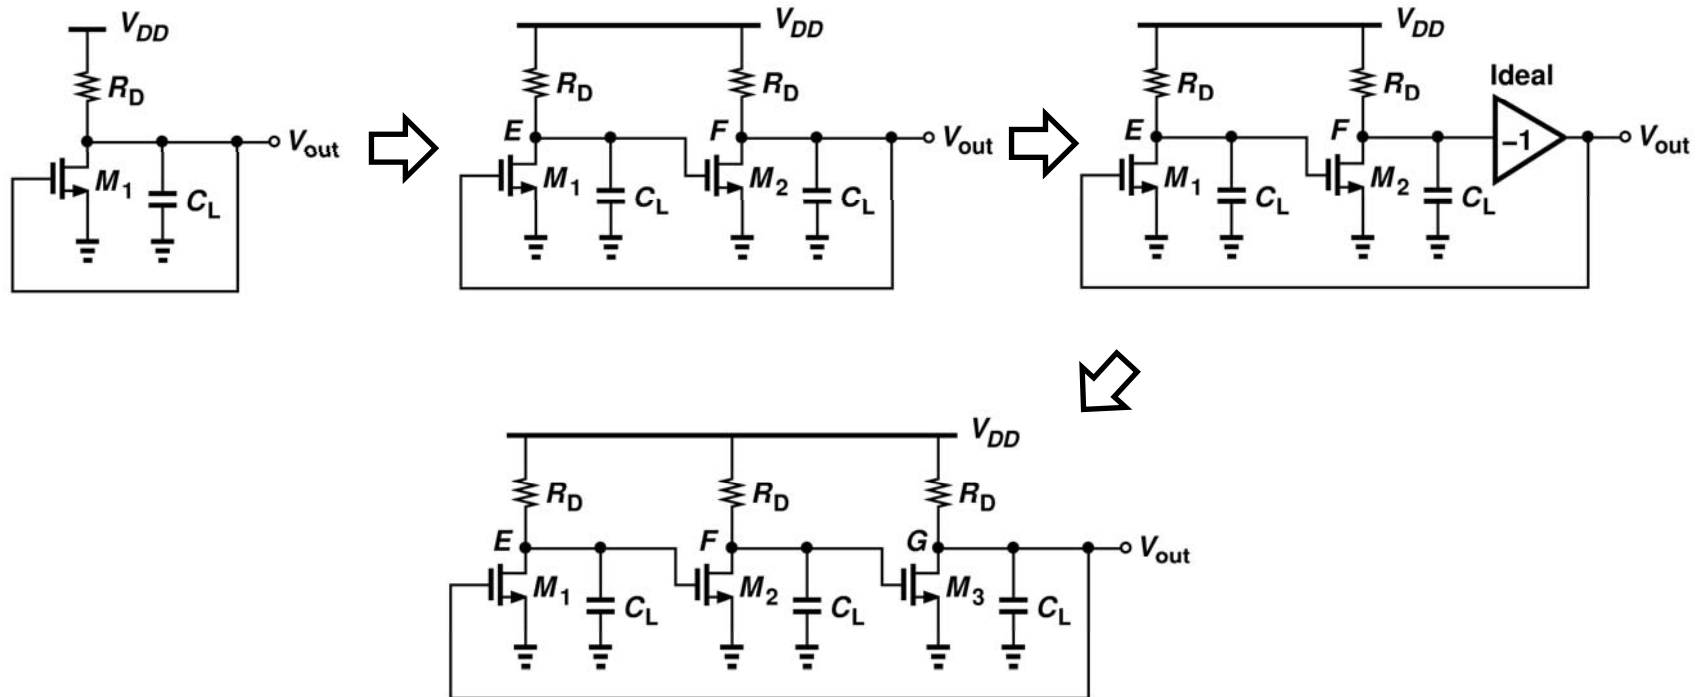 V_DD
R_D
V_out
M_1
C_L
V_DD
R_D
R_D
E
F
V_out
M_1
C_L
M_2
C_L
V_DD
R_D
R_D
Ideal
E
F
–1
V_out
M_1
C_L
M_2
C_L
V_DD
R_D
R_D
R_D
E
F
G
V_out
M_1
C_L
M_2
C_L
M_3
C_L